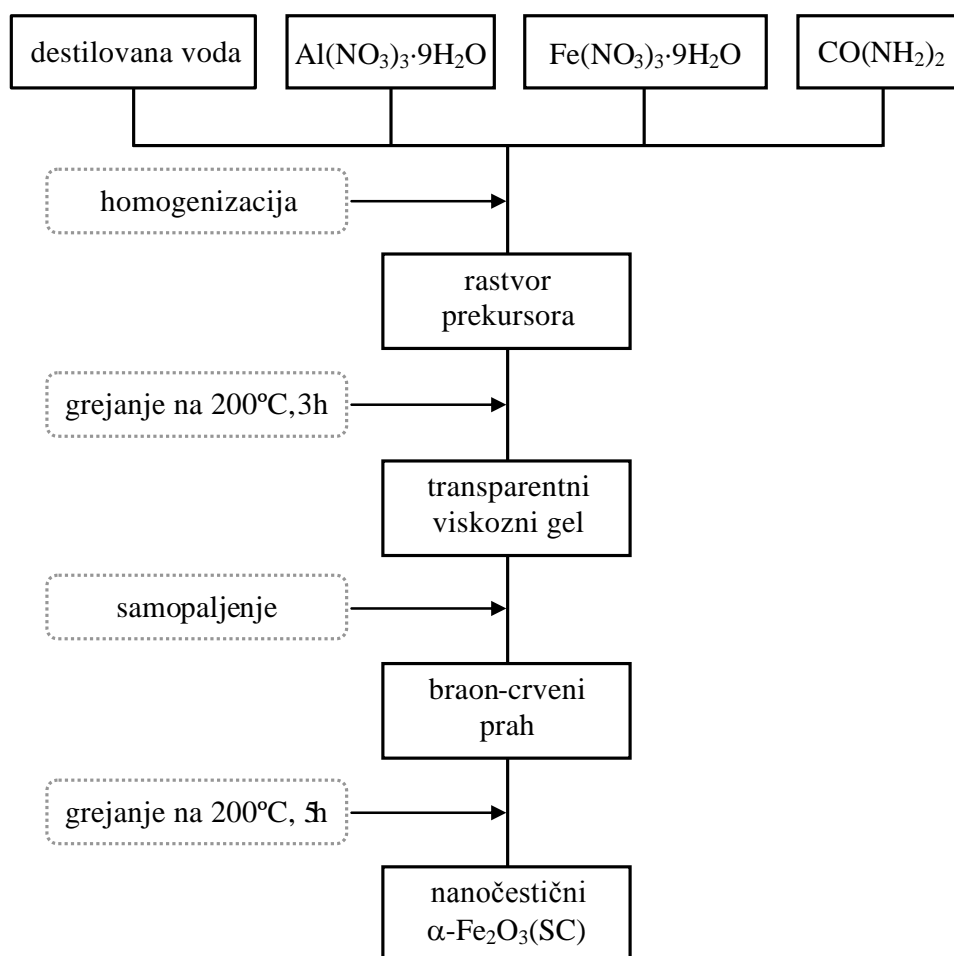 destilovana voda
Al(NO₃)₃·9H₂O
Fe(NO₃)₃·9H₂O
CO(NH₂)₂
homogenizacija
rastvor
prekursora
grejanje na 200ºC,3h
transparentni
viskozni gel
samopaljenje
braon-crveni
prah
grejanje na 200ºC, 5h
nanočestični
α-Fe₂O₃(SC)